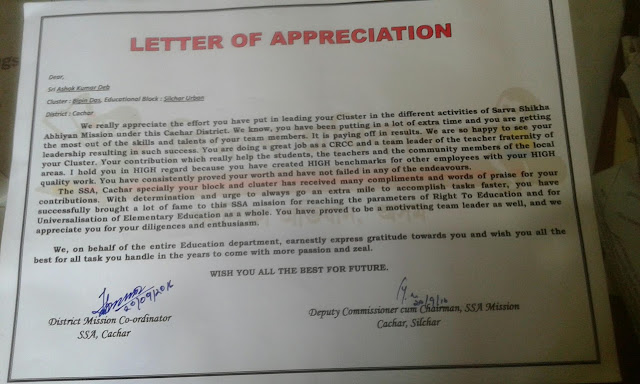 LETTER OF APPRECIATION
Dear,
Sri Ashok Kumar Deb
Cluster : Bipin Das, Educational Block : Silchar Urban
District : Cachar
We really appreciate the effort you have put in leading your Cluster in the different activities of Sarva Shikha
Abhiyan Mission under this Cachar District. We know, you have been putting in a lot of extra time and you are getting
the most out of the skills and talents of your team members. It is paying off in results. We are so happy to see your
leadership resulting in such success. You are doing a great job as a CRCC and a team leader of the teacher fraternity of
your Cluster. Your contribution which really help the students, the teachers and the community members of the local
areas. I hold you in HIGH regard because you have created HIGH benchmarks for other employees with your HIGH
quality work. You have consistently proved your worth and have not failed in any of the endeavours.
The SSA, Cachar specially your block and cluster has received many compliments and words of praise for your
contributions. With determination and urge to always go an extra mile to accomplish tasks faster, you have
successfully brought a lot of fame to this SSA mission for reaching the parameters of Right To Education and for
Universalisation of Elementary Education as a whole. You have proved to be a motivating team leader as well, and we
appreciate you for your diligences and enthusiasm.
We, on behalf of the entire Education department, earnestly express gratitude towards you and wish you all the
best for all task you handle in the years to come with more passion and zeal.
WISH YOU ALL THE BEST FOR FUTURE.
20/09/2016
20/9/16
District Mission Co-ordinator
SSA, Cachar
Deputy Commissioner cum Chairman, SSA Mission
Cachar, Silchar